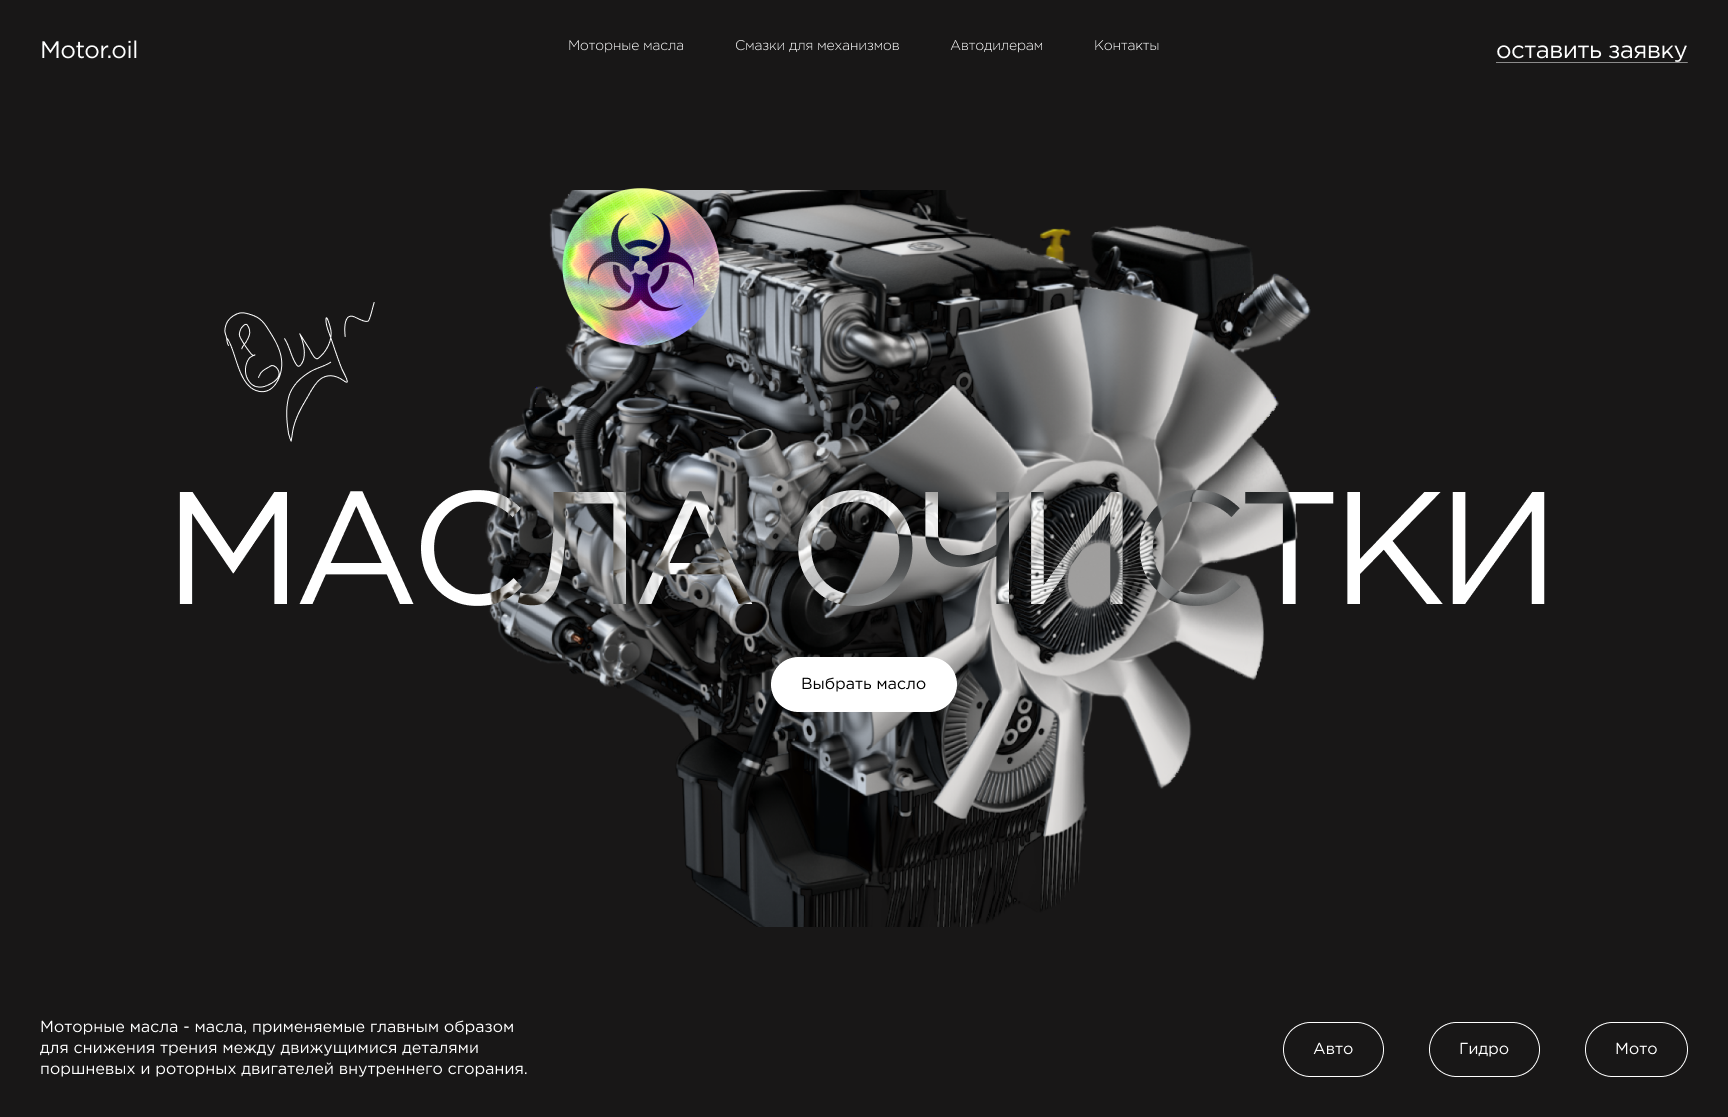 Motor.oil
Моторные масла
Смазки для механизмов
Автодилерам
Контакты
оставить заявку
МАСЛА ОЧИСТКИ
Выбрать масло
Моторные масла - масла, применяемые главным образом
для снижения трения между движущимися деталями
поршневых и роторных двигателей внутреннего сгорания.
Авто
Гидро
Мото